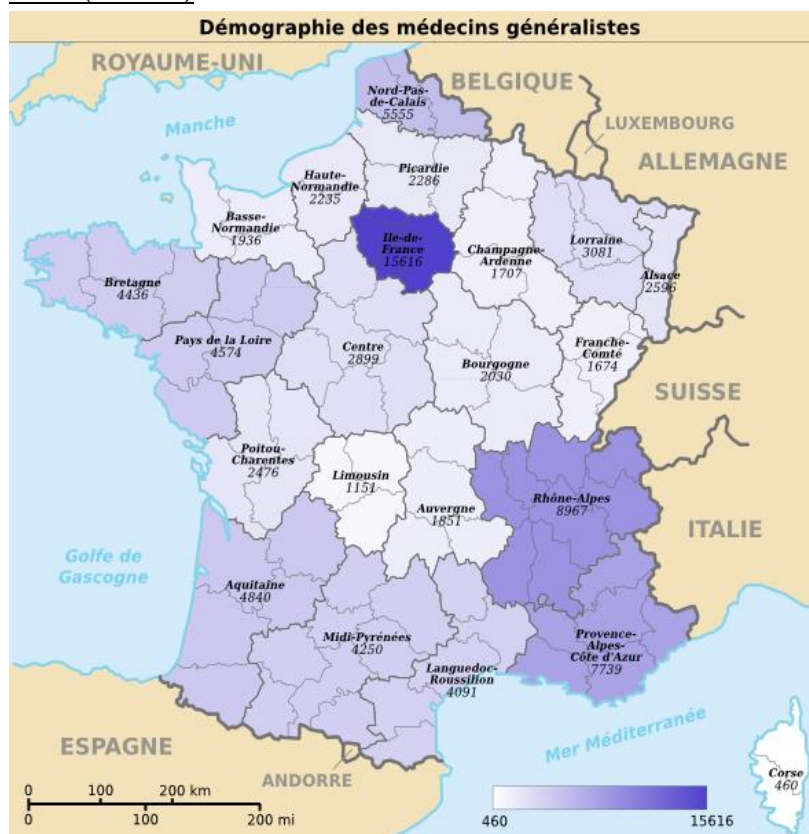 Démographie des médecins généralistes
ROYAUME-UNI
BELGIQUE
LUXEMBOURG
ALLEMAGNE
Manche
Nord-Pas-
de-Calais
5555
Picardie
2286
Haute-
Normandie
2235
Basse-
Normandie
1936
Ile-de-
France
15616
Champagne-
Ardenne
1707
Lorraine
3081
Alsace
2596
Bretagne
4436
Pays de la Loire
4574
Centre
2899
Bourgogne
2030
Franche-
Comté
1674
SUISSE
Poitou-
Charentes
2476
Limousin
1151
Auvergne
1851
Rhône-Alpes
8967
ITALIE
Golfe de
Gascogne
Aquitaine
4840
Midi-Pyrénées
4250
Languedoc-
Roussillon
4091
Provence-
Alpes-
Côte d'Azur
7739
Mer Méditerranée
ESPAGNE
ANDORRE
Corse
460
0 100 200 km
0 100 200 mi
460 15616